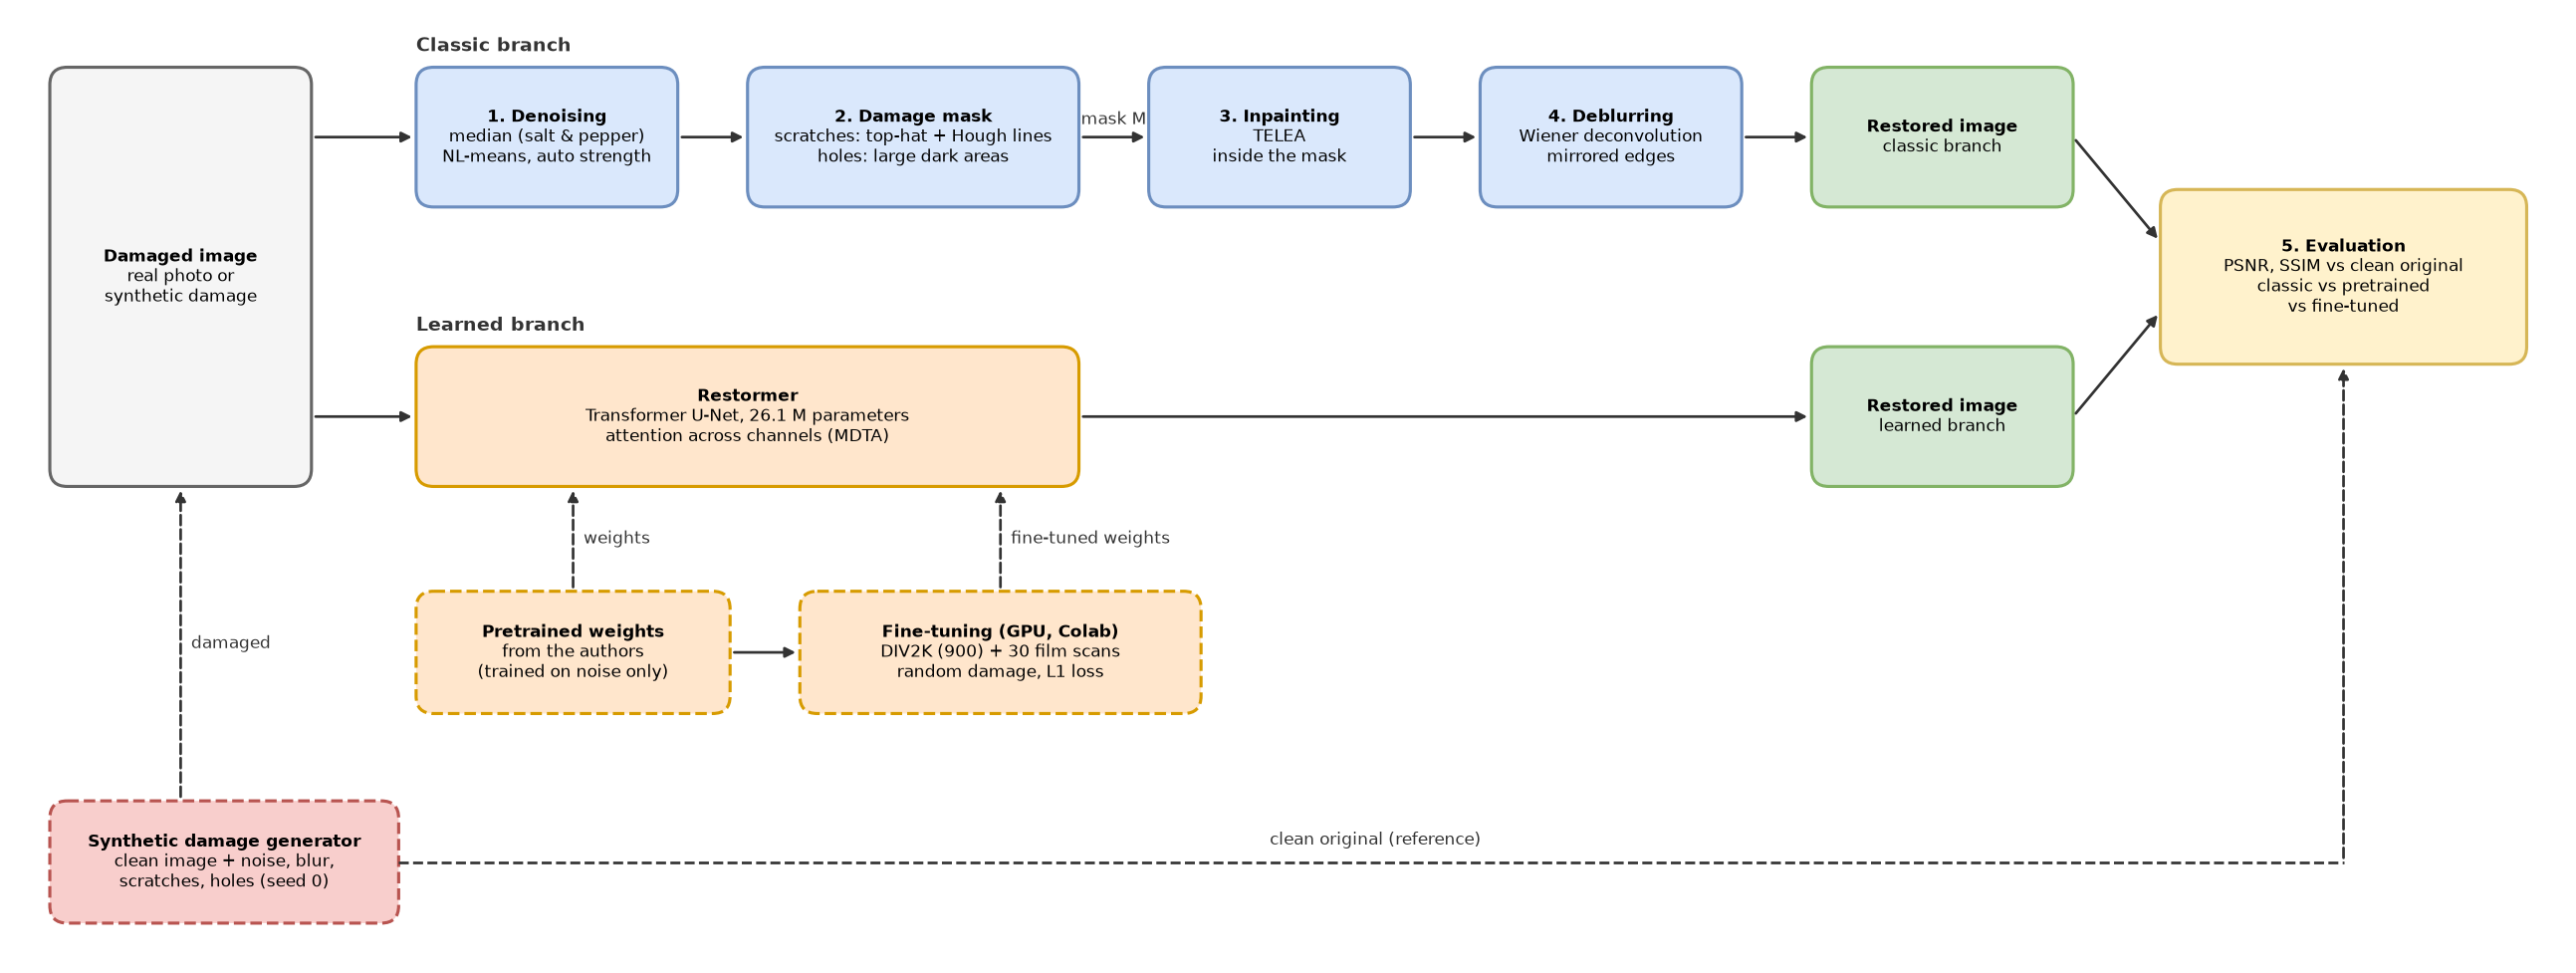 Classic branch
Damaged image
real photo or
synthetic damage
1. Denoising
median (salt & pepper)
NL-means, auto strength
2. Damage mask
scratches: top-hat + Hough lines
holes: large dark areas
mask M
3. Inpainting
TELEA
inside the mask
4. Deblurring
Wiener deconvolution
mirrored edges
Restored image
classic branch
5. Evaluation
PSNR, SSIM vs clean original
classic vs pretrained
vs fine-tuned
Learned branch
Restormer
Transformer U-Net, 26.1 M parameters
attention across channels (MDTA)
Restored image
learned branch
weights
fine-tuned weights
Pretrained weights
from the authors
(trained on noise only)
Fine-tuning (GPU, Colab)
DIV2K (900) + 30 film scans
random damage, L1 loss
damaged
Synthetic damage generator
clean image + noise, blur,
scratches, holes (seed 0)
clean original (reference)